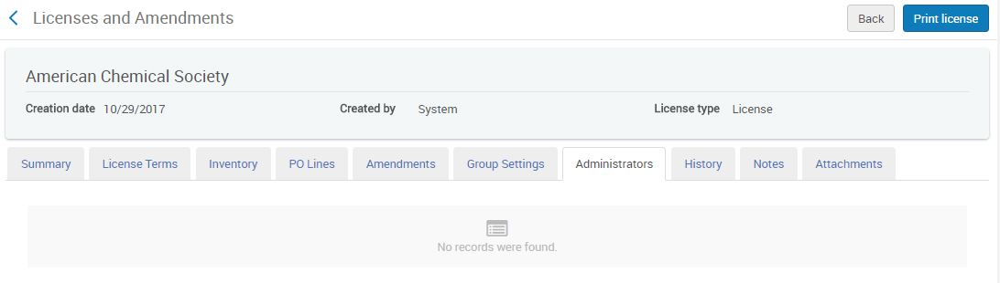 Licenses and Amendments
Back
Print license
American Chemical Society
Creation date 10/29/2017 Created by System License type License
Summary License Terms Inventory PO Lines Amendments Group Settings Administrators History Notes Attachments
No records were found.